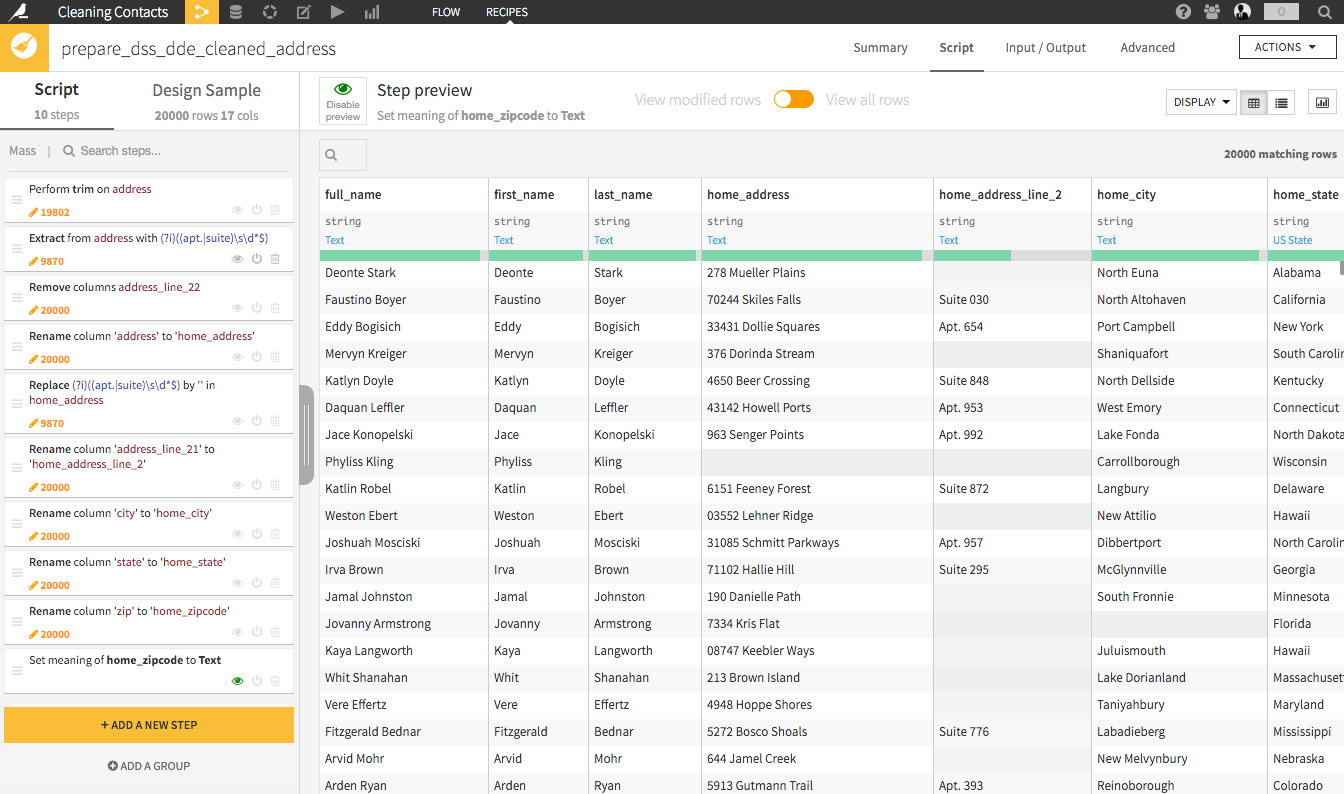 Cleaning Contacts FLOW RECIPES 0
prepare_dss_dde_cleaned_address Summary Script Input / Output Advanced ACTIONS
Script
10 steps
Design Sample
20000 rows 17 cols
Disable
preview
Step preview
Set meaning of home_zipcode to Text
View modified rows View all rows
DISPLAY
Mass | Search steps...
Perform trim on address
19802
Extract from address with (?i)((apt.|suite)\s\d*$)
9870
Remove columns address_line_22
20000
Rename column 'address' to 'home_address'
20000
Replace (?i)((apt.|suite)\s\d*$) by '' in
home_address
9870
Rename column 'address_line_21' to
'home_address_line_2'
20000
Rename column 'city' to 'home_city'
20000
Rename column 'state' to 'home_state'
20000
Rename column 'zip' to 'home_zipcode'
20000
Set meaning of home_zipcode to Text
+ ADD A NEW STEP
ADD A GROUP
20000 matching rows
full_name first_name last_name home_address home_address_line_2 home_city home_state
string string string string string string string
Text Text Text Text Text Text US State
Deonte Stark Deonte Stark 278 Mueller Plains North Euna Alabama
Faustino Boyer Faustino Boyer 70244 Skiles Falls Suite 030 North Altohaven California
Eddy Bogisich Eddy Bogisich 33431 Dollie Squares Apt. 654 Port Campbell New York
Mervyn Kreiger Mervyn Kreiger 376 Dorinda Stream Shaniquafort South Carolin
Katlyn Doyle Katlyn Doyle 4650 Beer Crossing Suite 848 North Dellside Kentucky
Daquan Leffler Daquan Leffler 43142 Howell Ports Apt. 953 West Emory Connecticut
Jace Konopelski Jace Konopelski 963 Senger Points Apt. 992 Lake Fonda North Dakota
Phyliss Kling Phyliss Kling Carrollborough Wisconsin
Katlin Robel Katlin Robel 6151 Feeney Forest Suite 872 Langbury Delaware
Weston Ebert Weston Ebert 03552 Lehner Ridge New Attilio Hawaii
Joshuah Mosciski Joshuah Mosciski 31085 Schmitt Parkways Apt. 957 Dibbertport North Carolin
Irva Brown Irva Brown 71102 Hallie Hill Suite 295 McGlynnville Georgia
Jamal Johnston Jamal Johnston 190 Danielle Path South Fronnie Minnesota
Jovanny Armstrong Jovanny Armstrong 7334 Kris Flat Florida
Kaya Langworth Kaya Langworth 08747 Keebler Ways Juluismouth Hawaii
Whit Shanahan Whit Shanahan 213 Brown Island Lake Dorianland Massachuset
Vere Effertz Vere Effertz 4948 Hoppe Shores Taniyahbury Maryland
Fitzgerald Bednar Fitzgerald Bednar 5272 Bosco Shoals Suite 776 Labadieberg Mississippi
Arvid Mohr Arvid Mohr 644 Jamel Creek New Melvynbury Nebraska
Arden Ryan Arden Ryan 5913 Gutmann Trail Apt. 393 Reinoborough Colorado